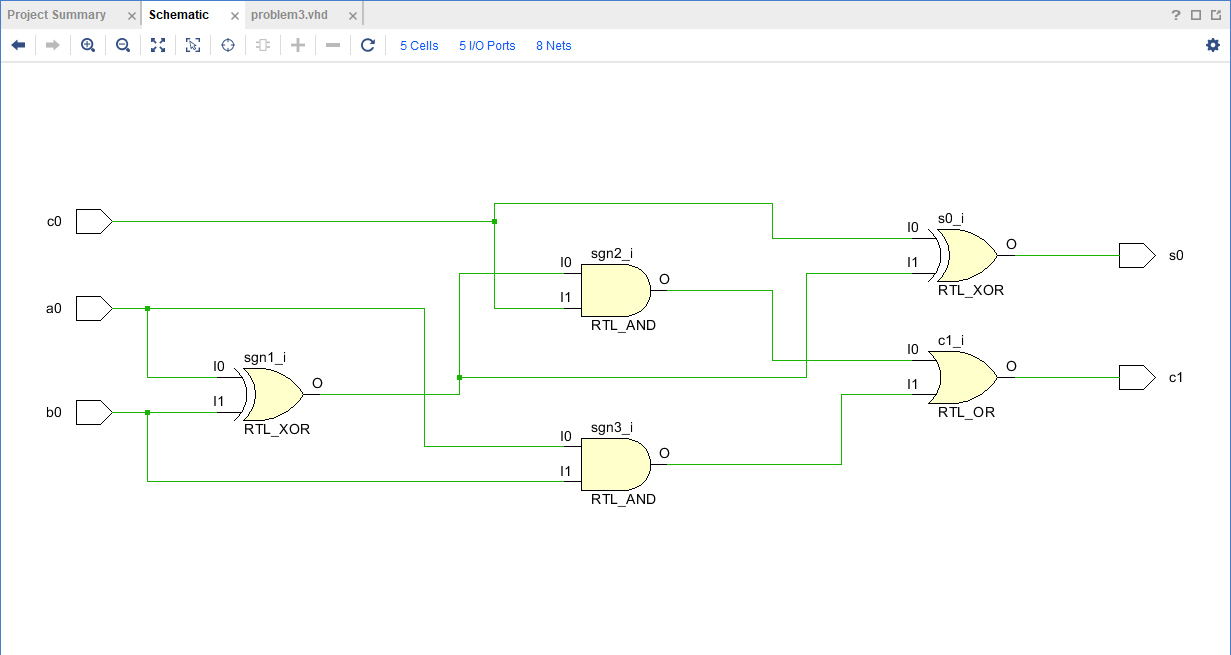 Project Summary × Schematic × problem3.vhd × ?
5 Cells 5 I/O Ports 8 Nets
c0
a0
b0
I0
I1
sgn1_i
O
RTL_XOR
sgn2_i
I0
I1
O
RTL_AND
sgn3_i
I0
I1
O
RTL_AND
s0_i
I0
I1
O
RTL_XOR
s0
c1_i
I0
I1
O
RTL_OR
c1